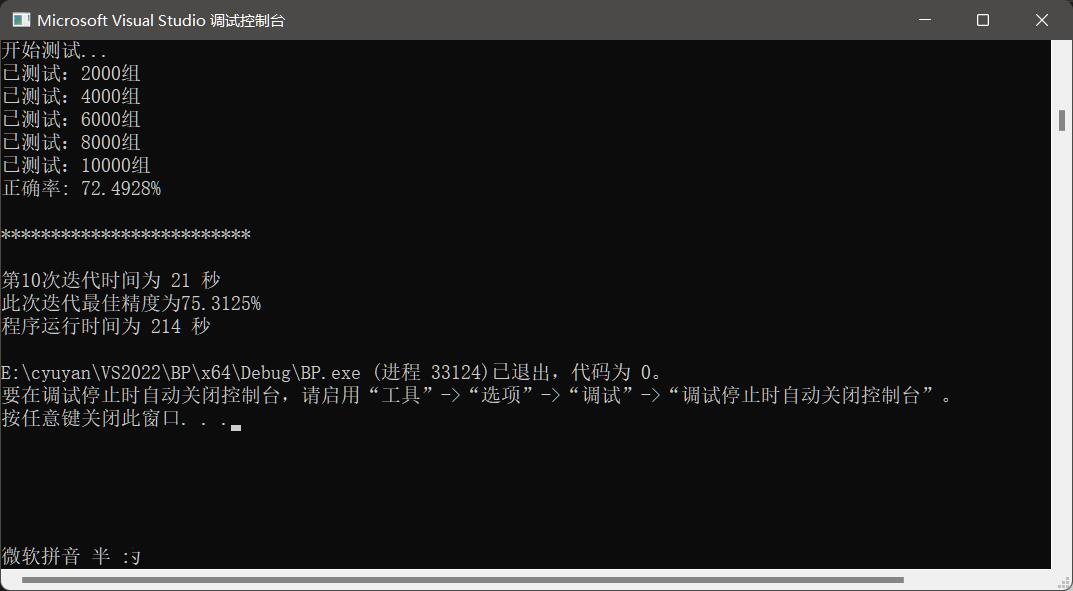 Microsoft Visual Studio 调试控制台
开始测试...
已测试：2000组
已测试：4000组
已测试：6000组
已测试：8000组
已测试：10000组
正确率: 72.4928%
*************************
第10次迭代时间为 21 秒
此次迭代最佳精度为75.3125%
程序运行时间为 214 秒
E:\cyuyan\VS2022\BP\x64\Debug\BP.exe (进程 33124)已退出，代码为 0。
要在调试停止时自动关闭控制台，请启用“工具”->“选项”->“调试”->“调试停止时自动关闭控制台”。
按任意键关闭此窗口. . .
微软拼音 半 :